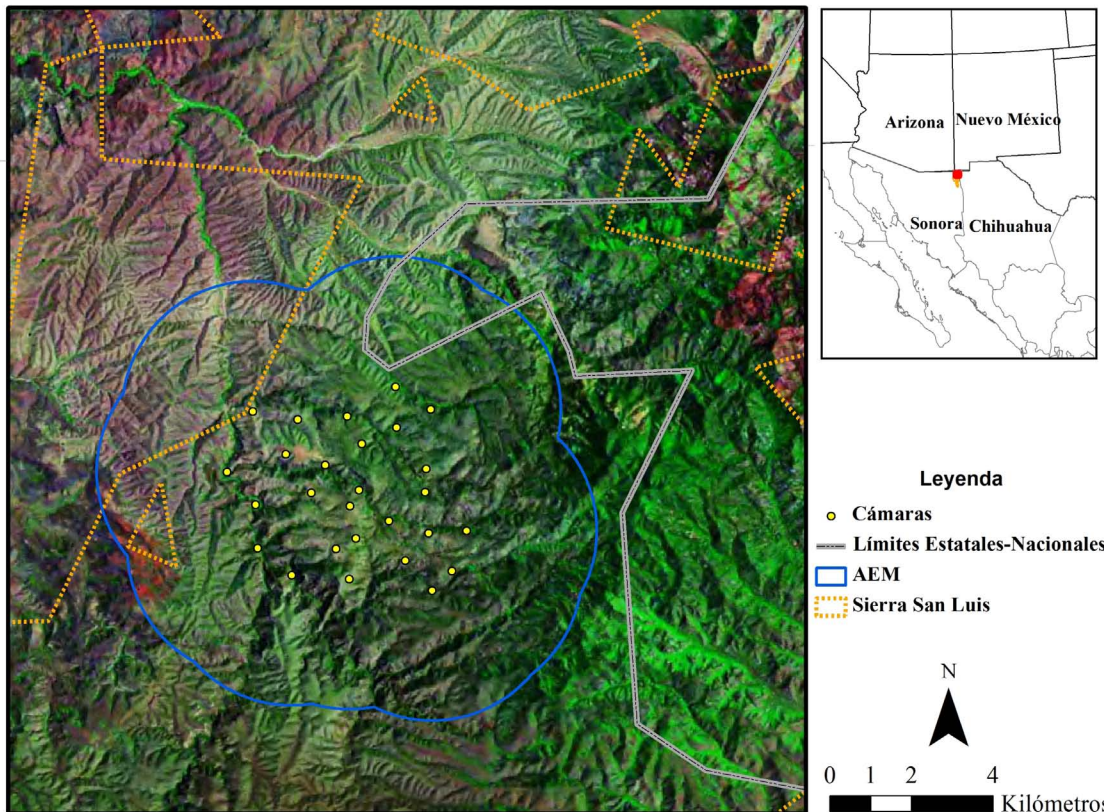 Arizona
Nuevo México
Sonora
Chihuahua
Leyenda
Cámaras
Límites Estatales-Nacionales
AEM
Sierra San Luis
N
0 1 2 4
Kilómetros